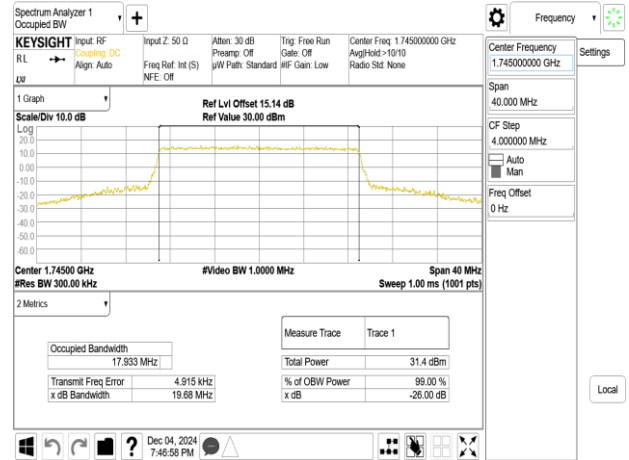 Spectrum Analyzer 1
Occupied BW
Frequency
KEYSIGHT
RL
LXI
Input: RF
Coupling: DC
Align: Auto
Input Z: 50 Ω
Freq Ref: Int (S)
NFE: Off
Atten: 30 dB
Preamp: Off
µW Path: Standard
Trig: Free Run
Gate: Off
#IF Gain: Low
Center Freq: 1.745000000 GHz
Avg|Hold:>10/10
Radio Std: None
Center Frequency
1.745000000 GHz
Settings
Span
40.000 MHz
CF Step
4.000000 MHz
Auto
Man
Freq Offset
0 Hz
Local
1 Graph
Scale/Div 10.0 dB
Ref Lvl Offset 15.14 dB
Ref Value 30.00 dBm
Log
20.0
10.0
0.00
-10.0
-20.0
-30.0
-40.0
-50.0
-60.0
Center 1.74500 GHz
#Video BW 1.0000 MHz
Span 40 MHz
#Res BW 300.00 kHz
Sweep 1.00 ms (1001 pts)
2 Metrics
Measure Trace Trace 1
Occupied Bandwidth
17.933 MHz
Total Power 31.4 dBm
Transmit Freq Error 4.915 kHz
% of OBW Power 99.00 %
x dB Bandwidth 19.68 MHz
x dB -26.00 dB
?
Dec 04, 2024
7:46:58 PM